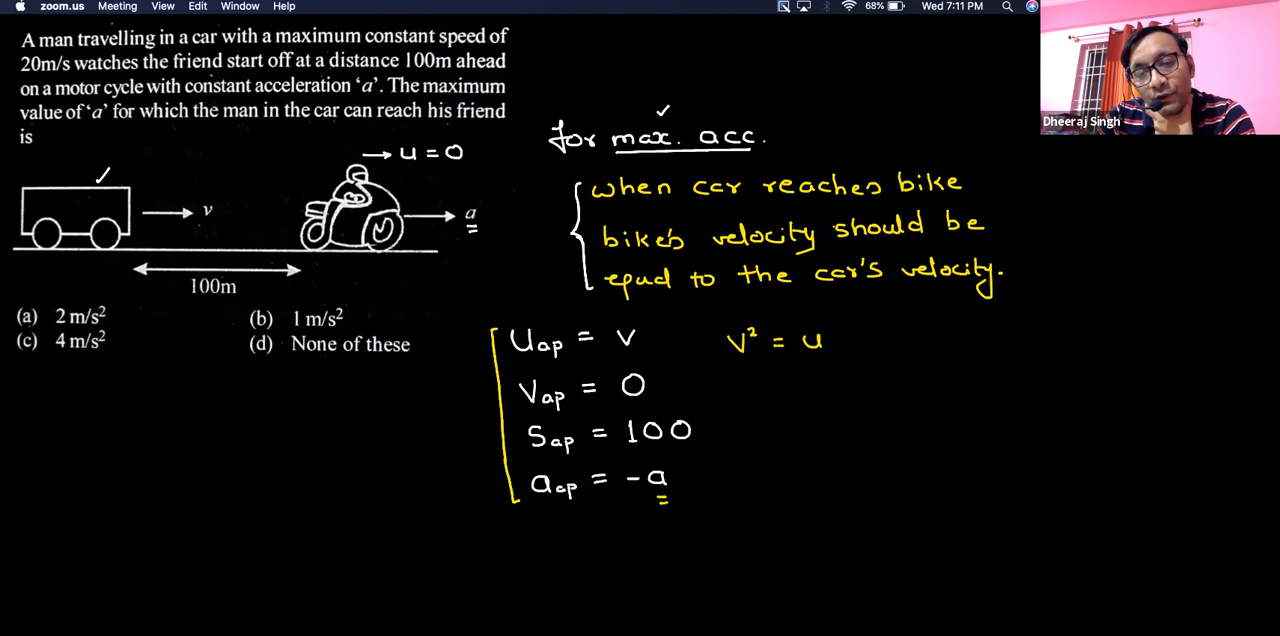 zoom.us Meeting View Edit Window Help 68% Wed 7:11 PM
A man travelling in a car with a maximum constant speed of
20m/s watches the friend start off at a distance 100m ahead
on a motor cycle with constant acceleration ‘a’. The maximum
value of ‘a’ for which the man in the car can reach his friend
is
Dheeraj Singh
→ u = 0
v
a
100m
(a) 2 m/s²
(b) 1 m/s²
(c) 4 m/s²
(d) None of these
for max. acc.
when car reaches bike
bike's velocity should be
equal to the car's velocity.
uap = v
vap = 0
sap = 100
aap = -a
v² = u